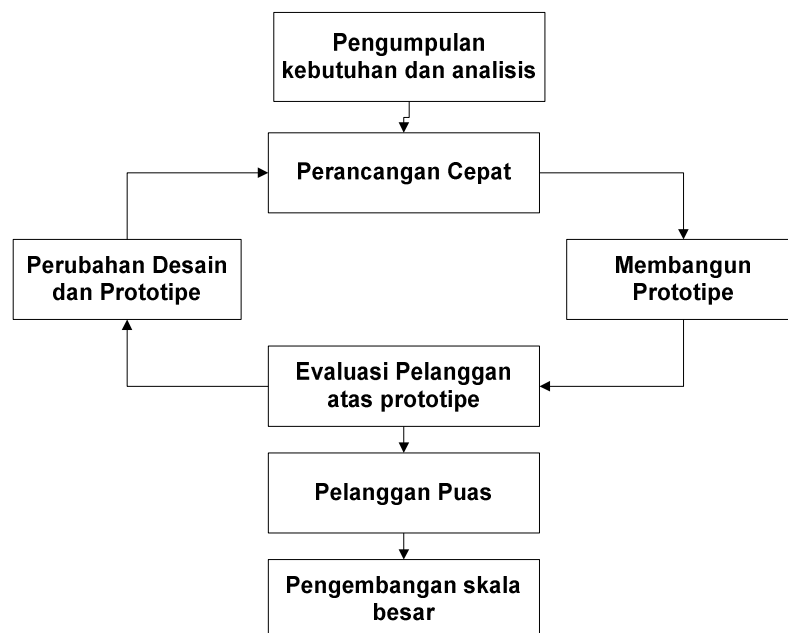 Pengumpulan
kebutuhan dan analisis
Perancangan Cepat
Perubahan Desain
dan Prototipe
Membangun
Prototipe
Evaluasi Pelanggan
atas prototipe
Pelanggan Puas
Pengembangan skala
besar